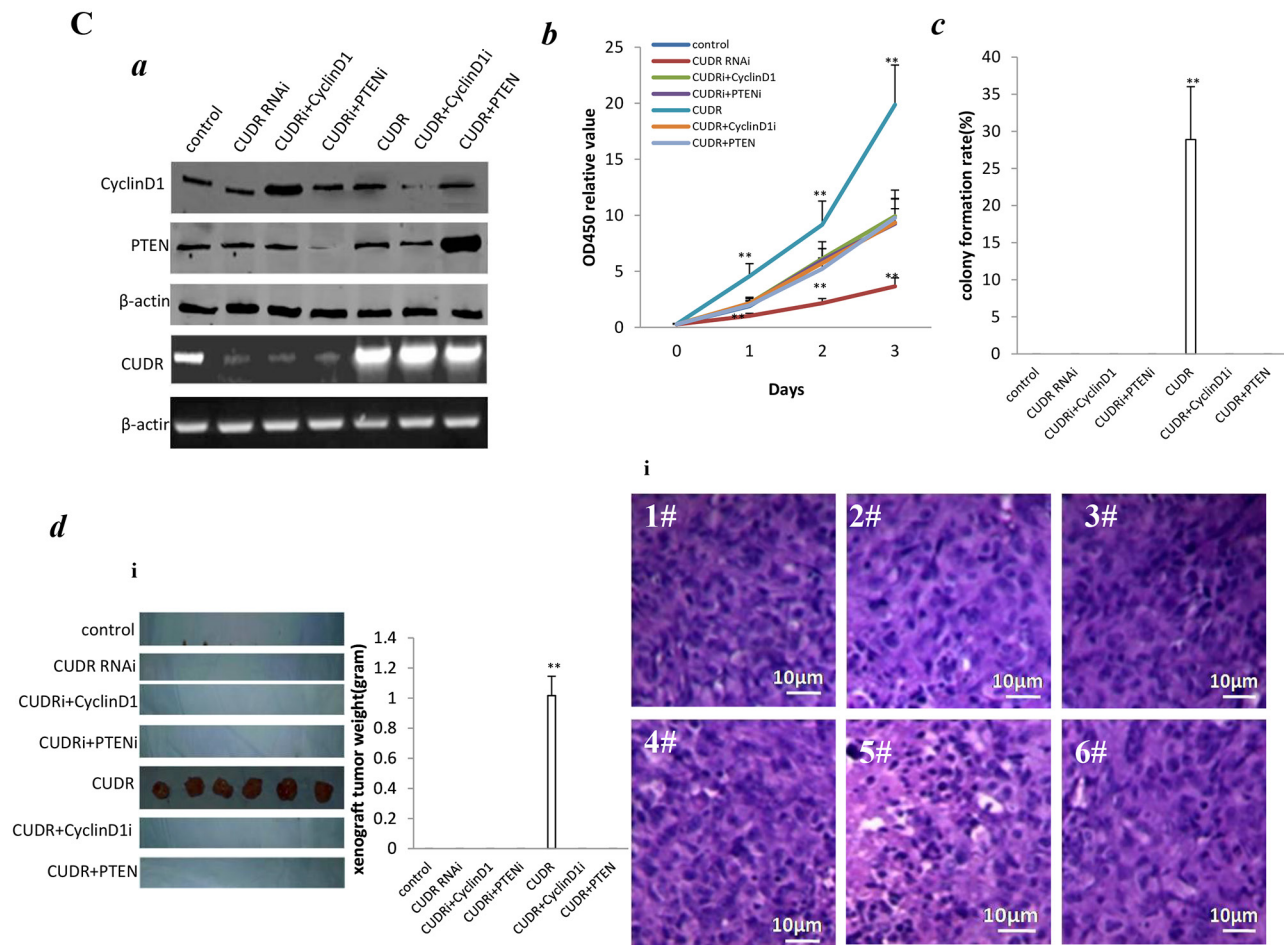 C
a
control
CUDR RNAi
CUDRi+CyclinD1
CUDRi+PTENi
CUDR
CUDR+CyclinD1i
CUDR+PTEN
CyclinD1
PTEN
β-actin
CUDR
β-actir
b
OD450 relative value
25
20
15
10
5
0
control
CUDR RNAi
CUDRi+CyclinD1
CUDRi+PTENi
CUDR
CUDR+CyclinD1i
CUDR+PTEN
**
**
**
**
**
**
0 1 2 3
Days
c
colony formation rate(%)
40
35
30
25
20
15
10
5
0
**
control
CUDR RNAi
CUDRi+CyclinD1
CUDRi+PTENi
CUDR
CUDR+CyclinD1i
CUDR+PTEN
d
i
control
CUDR RNAi
CUDRi+CyclinD1
CUDRi+PTENi
CUDR
CUDR+CyclinD1i
CUDR+PTEN
xenograft tumor weight(gram)
1.4
1.2
1
0.8
0.6
0.4
0.2
0
**
control
CUDR RNAi
CUDRi+CyclinD1
CUDRi+PTENi
CUDR
CUDR+CyclinD1i
CUDR+PTEN
i
1# 2# 3#
10μm 10μm 10μm
4# 5# 6#
10μm 10μm 10μm